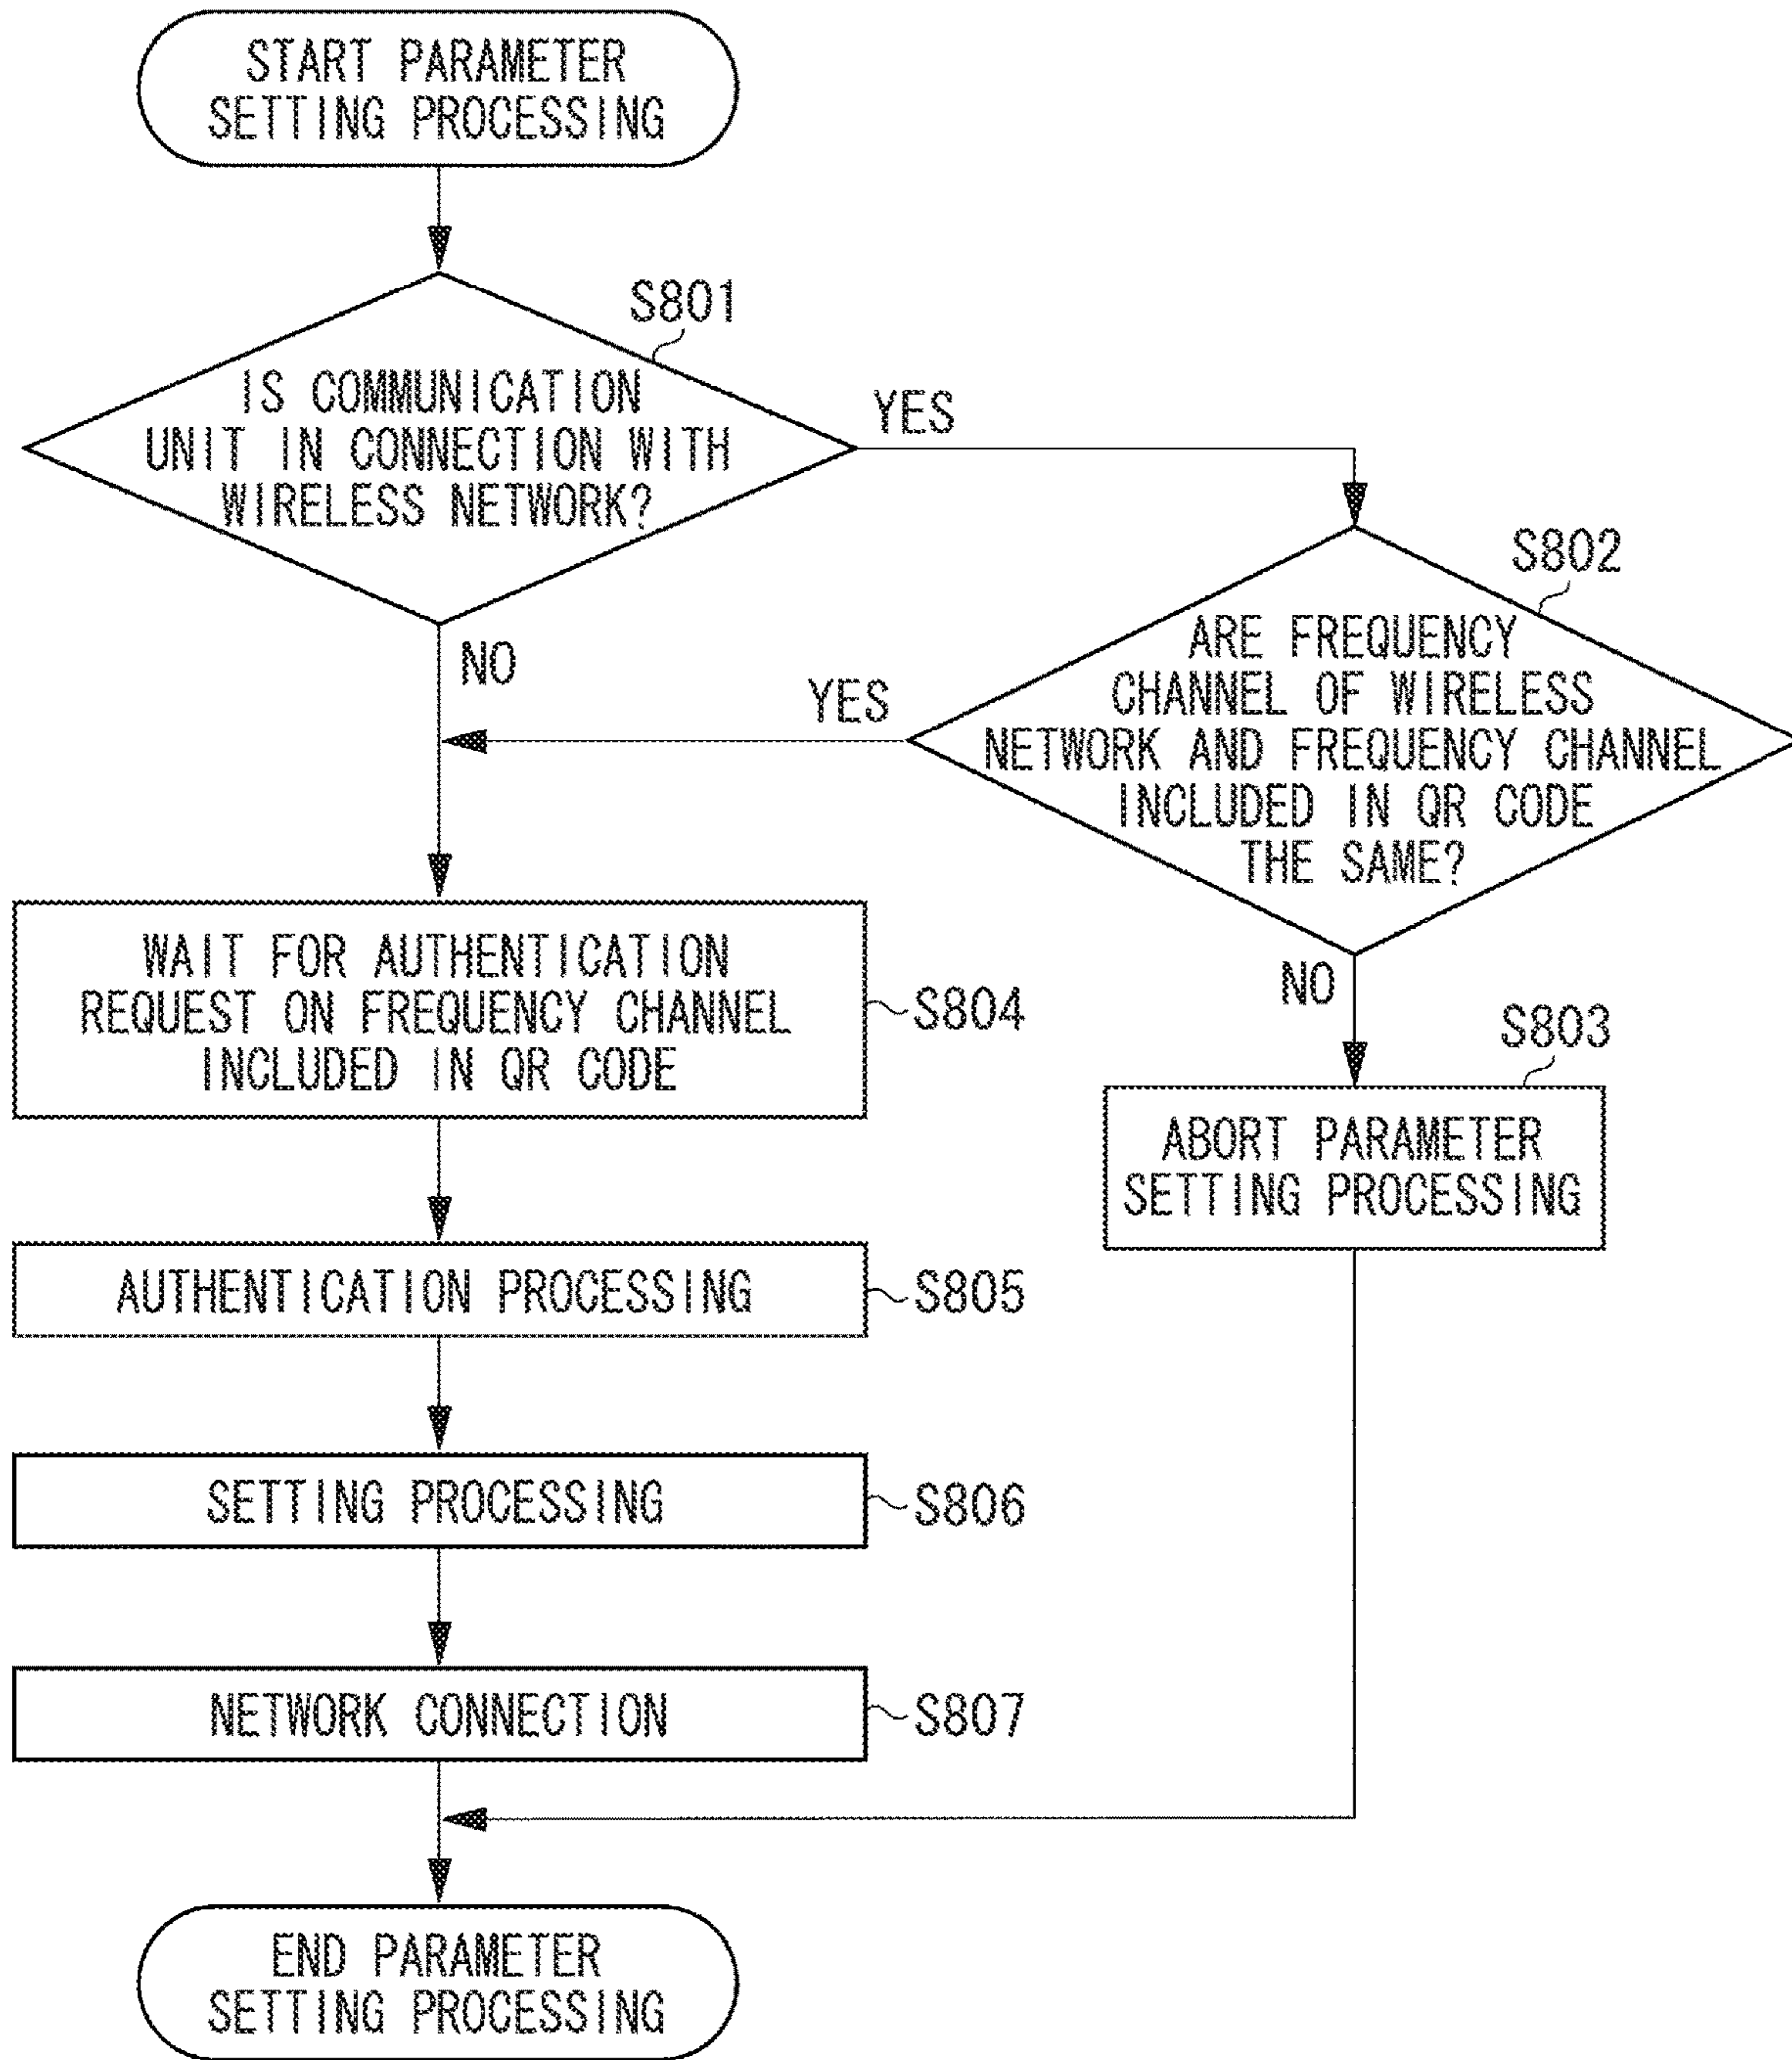 START PARAMETER
SETTING PROCESSING
S801
IS COMMUNICATION
UNIT IN CONNECTION WITH
WIRELESS NETWORK?
YES
NO
S802
ARE FREQUENCY
CHANNEL OF WIRELESS
NETWORK AND FREQUENCY CHANNEL
INCLUDED IN QR CODE
THE SAME?
YES
NO
S803
ABORT PARAMETER
SETTING PROCESSING
WAIT FOR AUTHENTICATION
REQUEST ON FREQUENCY CHANNEL
INCLUDED IN QR CODE
S804
AUTHENTICATION PROCESSING
S805
SETTING PROCESSING
S806
NETWORK CONNECTION
S807
END PARAMETER
SETTING PROCESSING